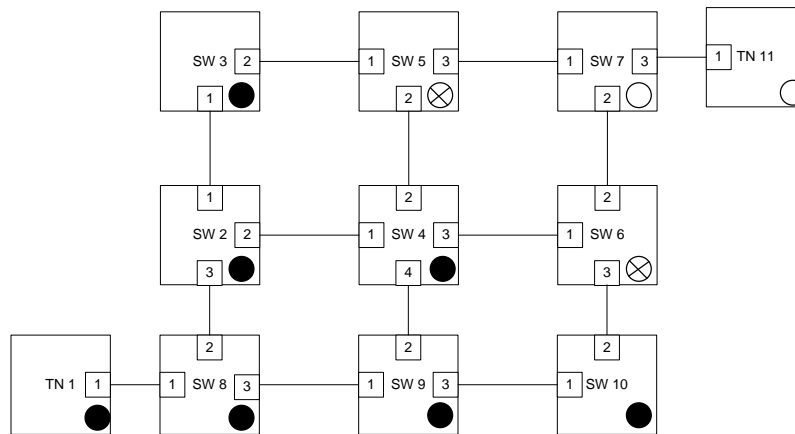 SW 3 2
1
1 SW 5 3
2
1 SW 7 3
2
1 TN 11
1
SW 2 2
3
2
1 SW 4 3
4
2
1 SW 6
3
TN 1 1
2
1 SW 8 3
2
1 SW 9 3
2
1 SW 10